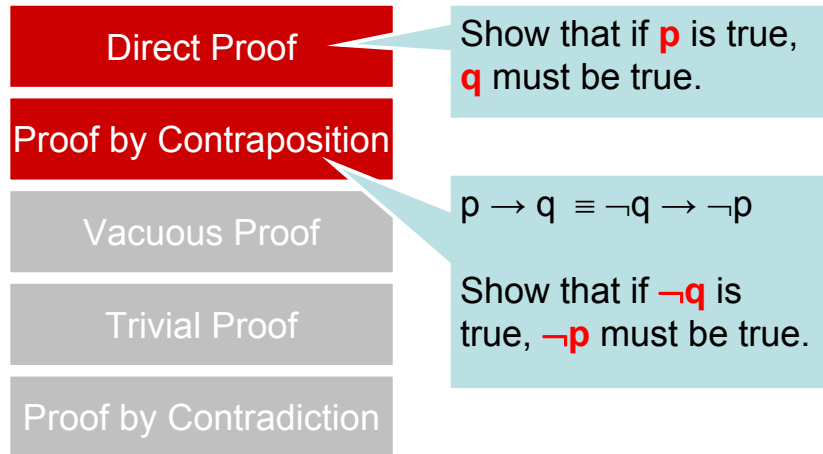 Direct Proof
Show that if p is true,
q must be true.
Proof by Contraposition
p → q ≡ ¬q → ¬p
Show that if ¬q is
true, ¬p must be true.
Vacuous Proof
Trivial Proof
Proof by Contradiction